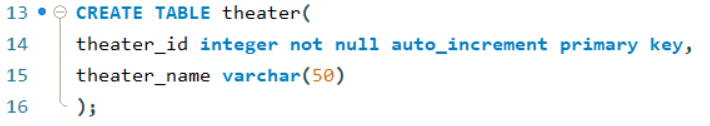 13 CREATE TABLE theater(
14 theater_id integer not null auto_increment primary key,
15 theater_name varchar(50)
16 );